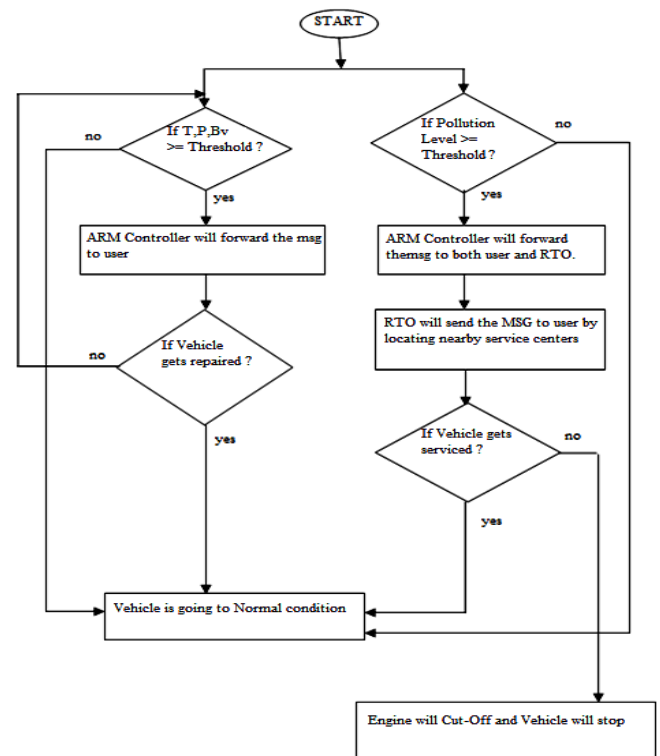 START
no
If T,P,Bv
>= Threshold ?
If Pollution
Level >=
Threshold ?
no
yes
yes
ARM Controller will forward the msg
to user
ARM Controller will forward
themsg to both user and RTO.
RTO will send the MSG to user by
locating nearby service centers
no
If Vehicle
gets repaired ?
yes
If Vehicle gets
serviced ?
no
yes
Vehicle is going to Normal condition
Engine will Cut-Off and Vehicle will stop